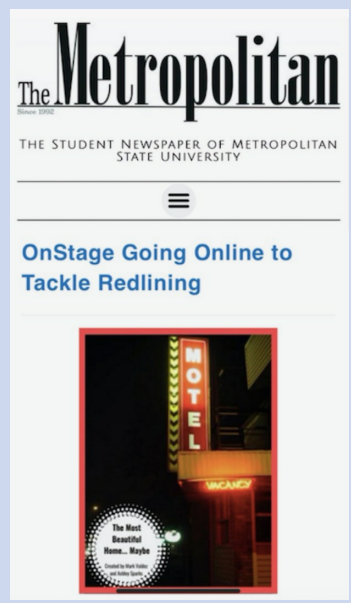 The Metropolitan
Since 1992
THE STUDENT NEWSPAPER OF METROPOLITAN
STATE UNIVERSITY
OnStage Going Online to
Tackle Redlining
MOTEL
VACANCY
The Most
Beautiful
Home... Maybe
Created by Mark Valdez
and Ashley Sparks